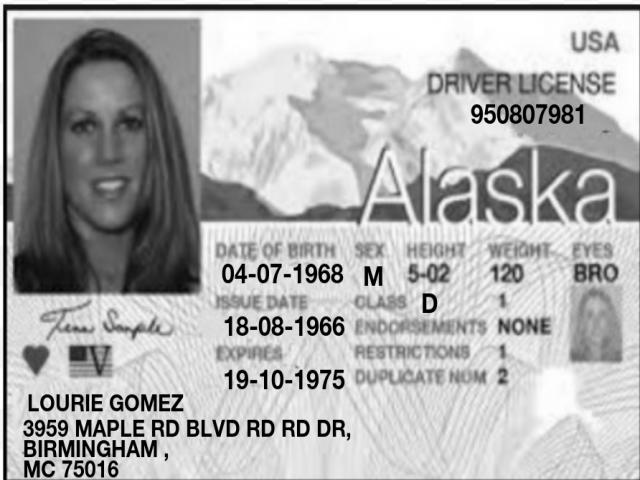 USA
DRIVER LICENSE
950807981
Alaska
DATE OF BIRTH SEX HEIGHT WEIGHT EYES
04-07-1968 M 5-02 120 BRO
ISSUE DATE CLASS D 1
18-08-1966 ENDORSEMENTS NONE
EXPIRES RESTRICTIONS 1
19-10-1975 DUPLICATE NUM 2
Tina Sample
V
LOURIE GOMEZ
3959 MAPLE RD BLVD RD RD DR,
BIRMINGHAM ,
MC 75016